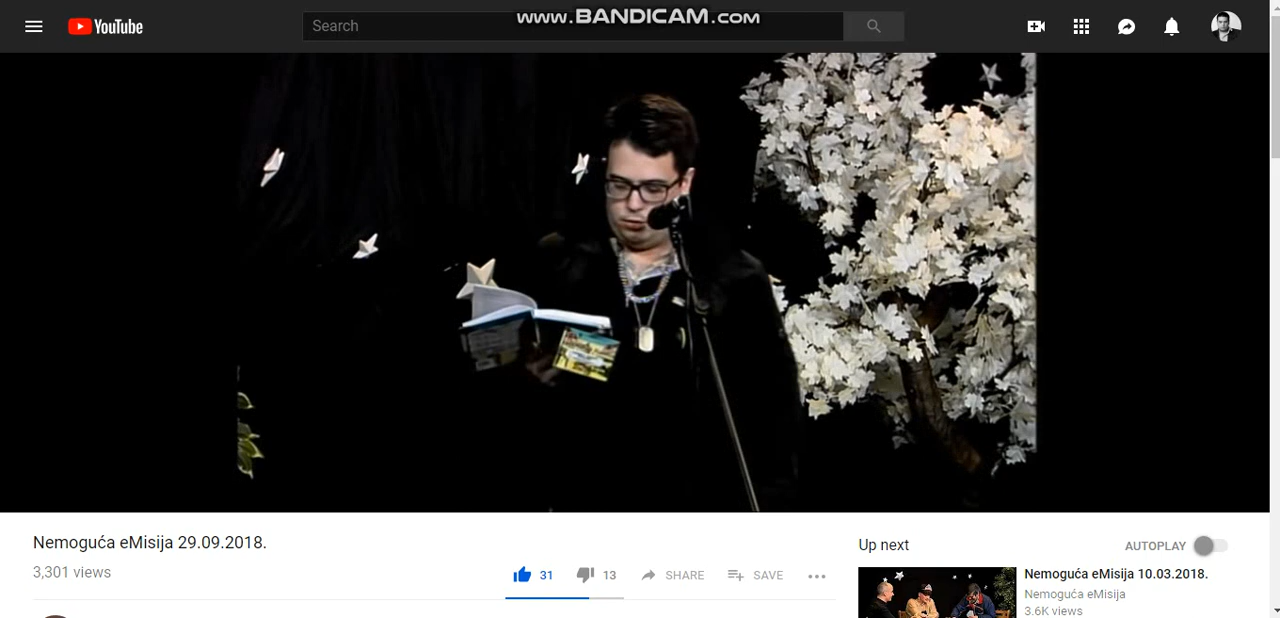 www.BANDICAM.com
YouTube
Search
Nemoguća eMisija 29.09.2018.
3,301 views
31
13
SHARE
SAVE
Up next
AUTOPLAY
Nemoguća eMisija 10.03.2018.
Nemoguća eMisija
3.6K views